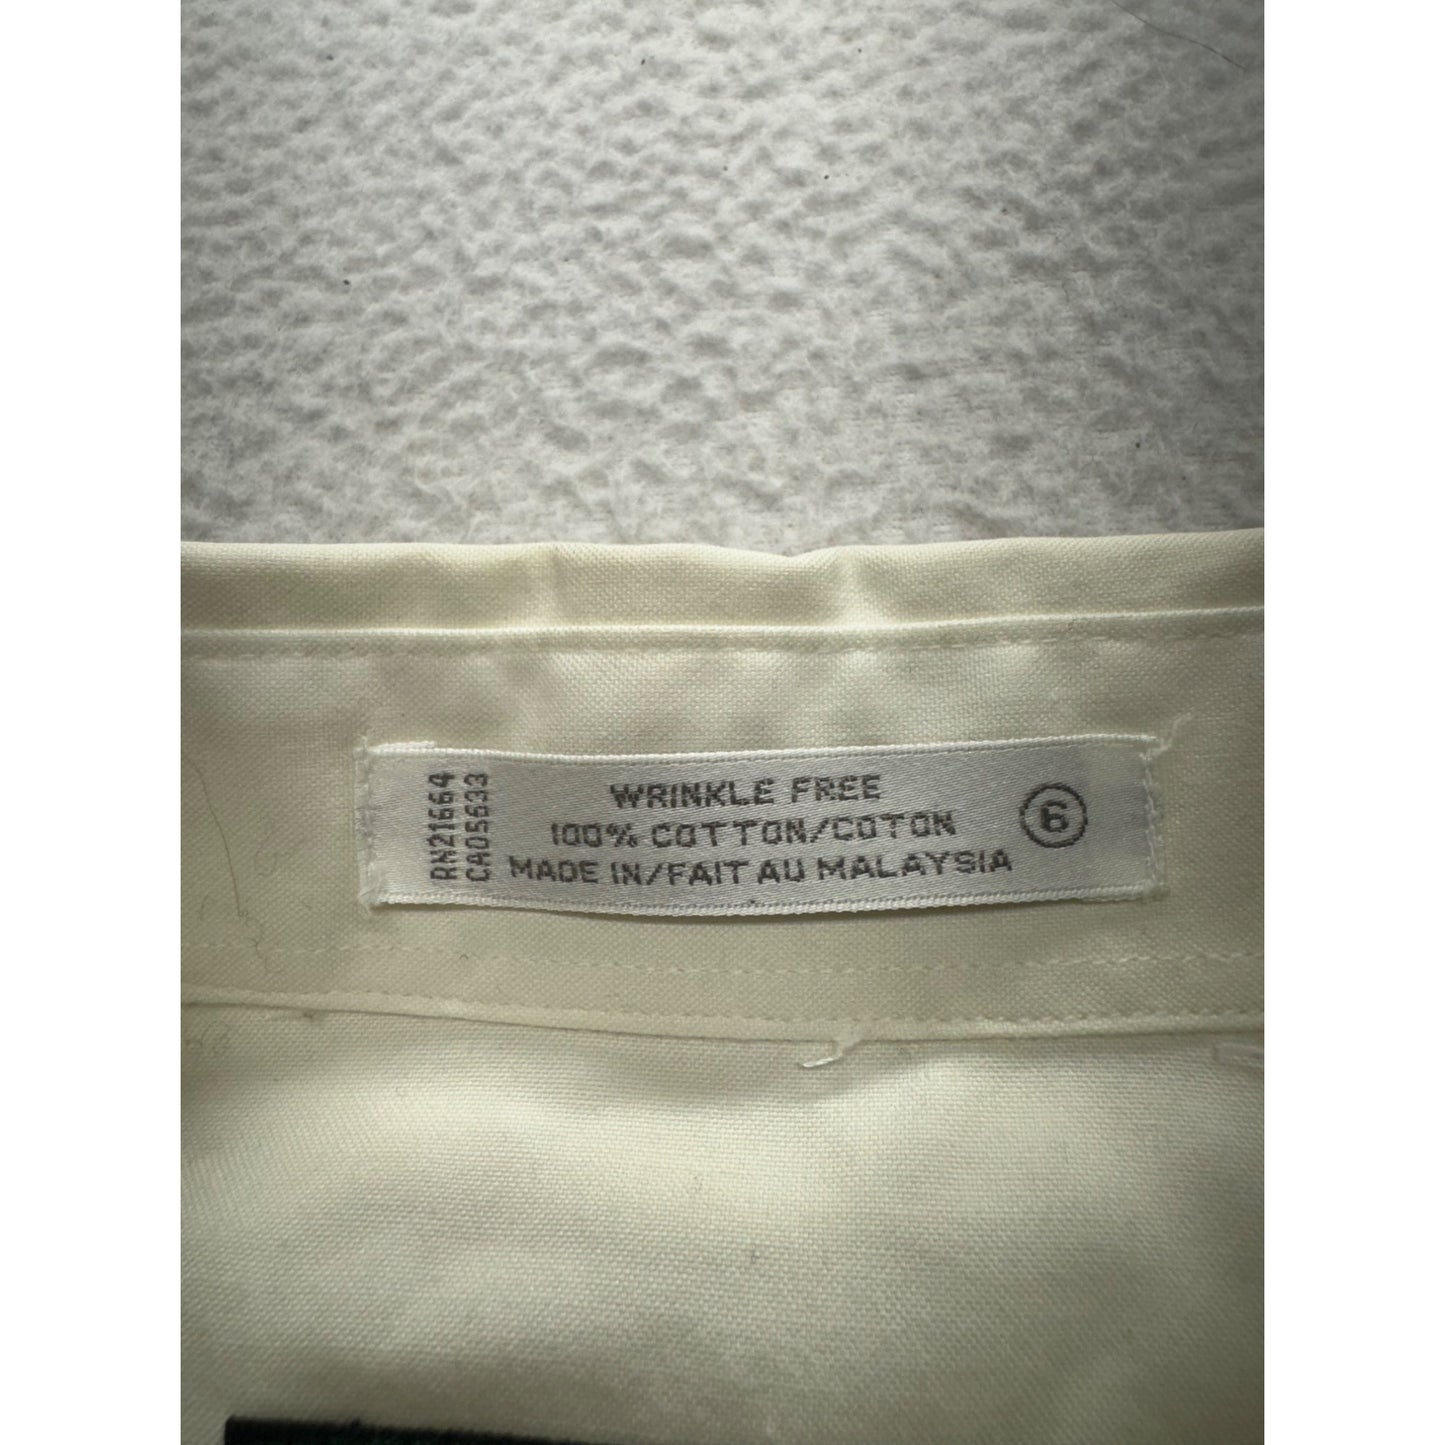 RN21664
CA05633
WRINKLE FREE
100% COTTON/COTON
MADE IN/FAIT AU MALAYSIA
6